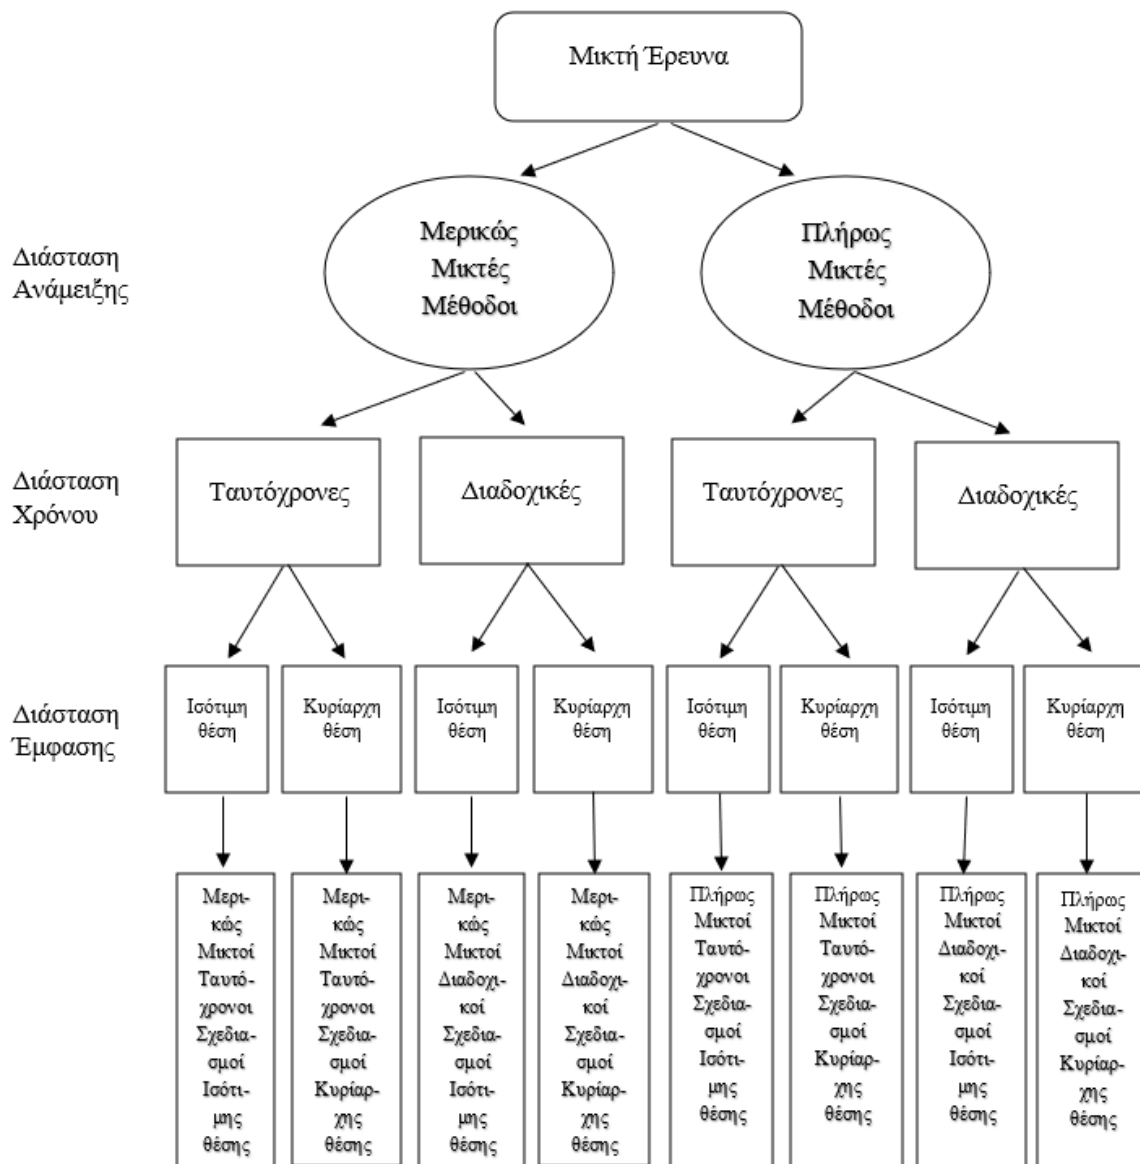 Μικτή Έρευνα
Διάσταση
Ανάμειξης
Μερικώς
Μικτές
Μέθοδοι
Πλήρως
Μικτές
Μέθοδοι
Διάσταση
Χρόνου
Ταυτόχρονες
Διαδοχικές
Ταυτόχρονες
Διαδοχικές
Διάσταση
Έμφασης
Ισότιμη
θέση
Κυρίαρχη
θέση
Ισότιμη
θέση
Κυρίαρχη
θέση
Ισότιμη
θέση
Κυρίαρχη
θέση
Ισότιμη
θέση
Κυρίαρχη
θέση
Μερι-
κώς
Μικτοί
Ταυτό-
χρονοι
Σχεδια-
σμοί
Ισότι-
μης
θέσης
Μερι-
κώς
Μικτοί
Ταυτό-
χρονοι
Σχεδια-
σμοί
Κυρίαρ-
χης
θέσης
Μερι-
κώς
Μικτοί
Διαδοχι-
κοί
Σχεδια-
σμοί
Ισότι-
μης
θέσης
Μερι-
κώς
Μικτοί
Διαδοχι-
κοί
Σχεδια-
σμοί
Κυρίαρ-
χης
θέσης
Πλήρως
Μικτοί
Ταυτό-
χρονοι
Σχεδια-
σμοί
Ισότι-
μης
θέσης
Πλήρως
Μικτοί
Ταυτό-
χρονοι
Σχεδια-
σμοί
Κυρίαρ-
χης
θέσης
Πλήρως
Μικτοί
Διαδοχι-
κοί
Σχεδια-
σμοί
Ισότι-
μης
θέσης
Πλήρως
Μικτοί
Διαδοχι-
κοί
Σχεδια-
σμοί
Κυρίαρ-
χης
θέσης